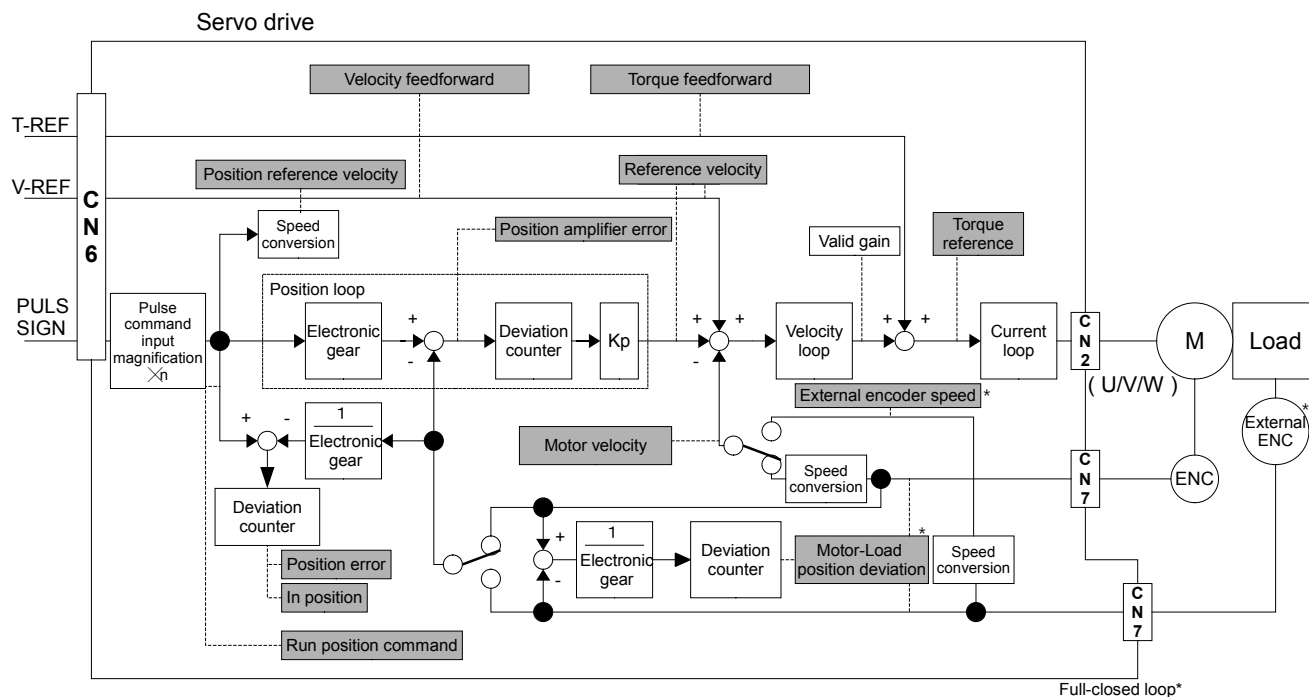 Servo drive
Velocity feedforward
Torque feedforward
T-REF
Position reference velocity
Reference velocity
V-REF
C
N
6
Speed
conversion
Position amplifier error
Valid gain
Torque
reference
PULS
SIGN
Pulse
command
input
magnification
×n
Position loop
Electronic
gear
+
-
-
Deviation
counter
Kp
+
-
+
+
-
Velocity
loop
+
-
+
+
Current
loop
C
N
2
( U/V/W )
M
Load
External encoder speed *
External
ENC
*
+
-
1
Electronic
gear
Motor velocity
Speed
conversion
C
N
7
ENC
Deviation
counter
Position error
In position
Run position command
+
-
1
Electronic
gear
Deviation
counter
*
Motor-Load
position deviation
Speed
conversion
C
N
7
Full-closed loop*